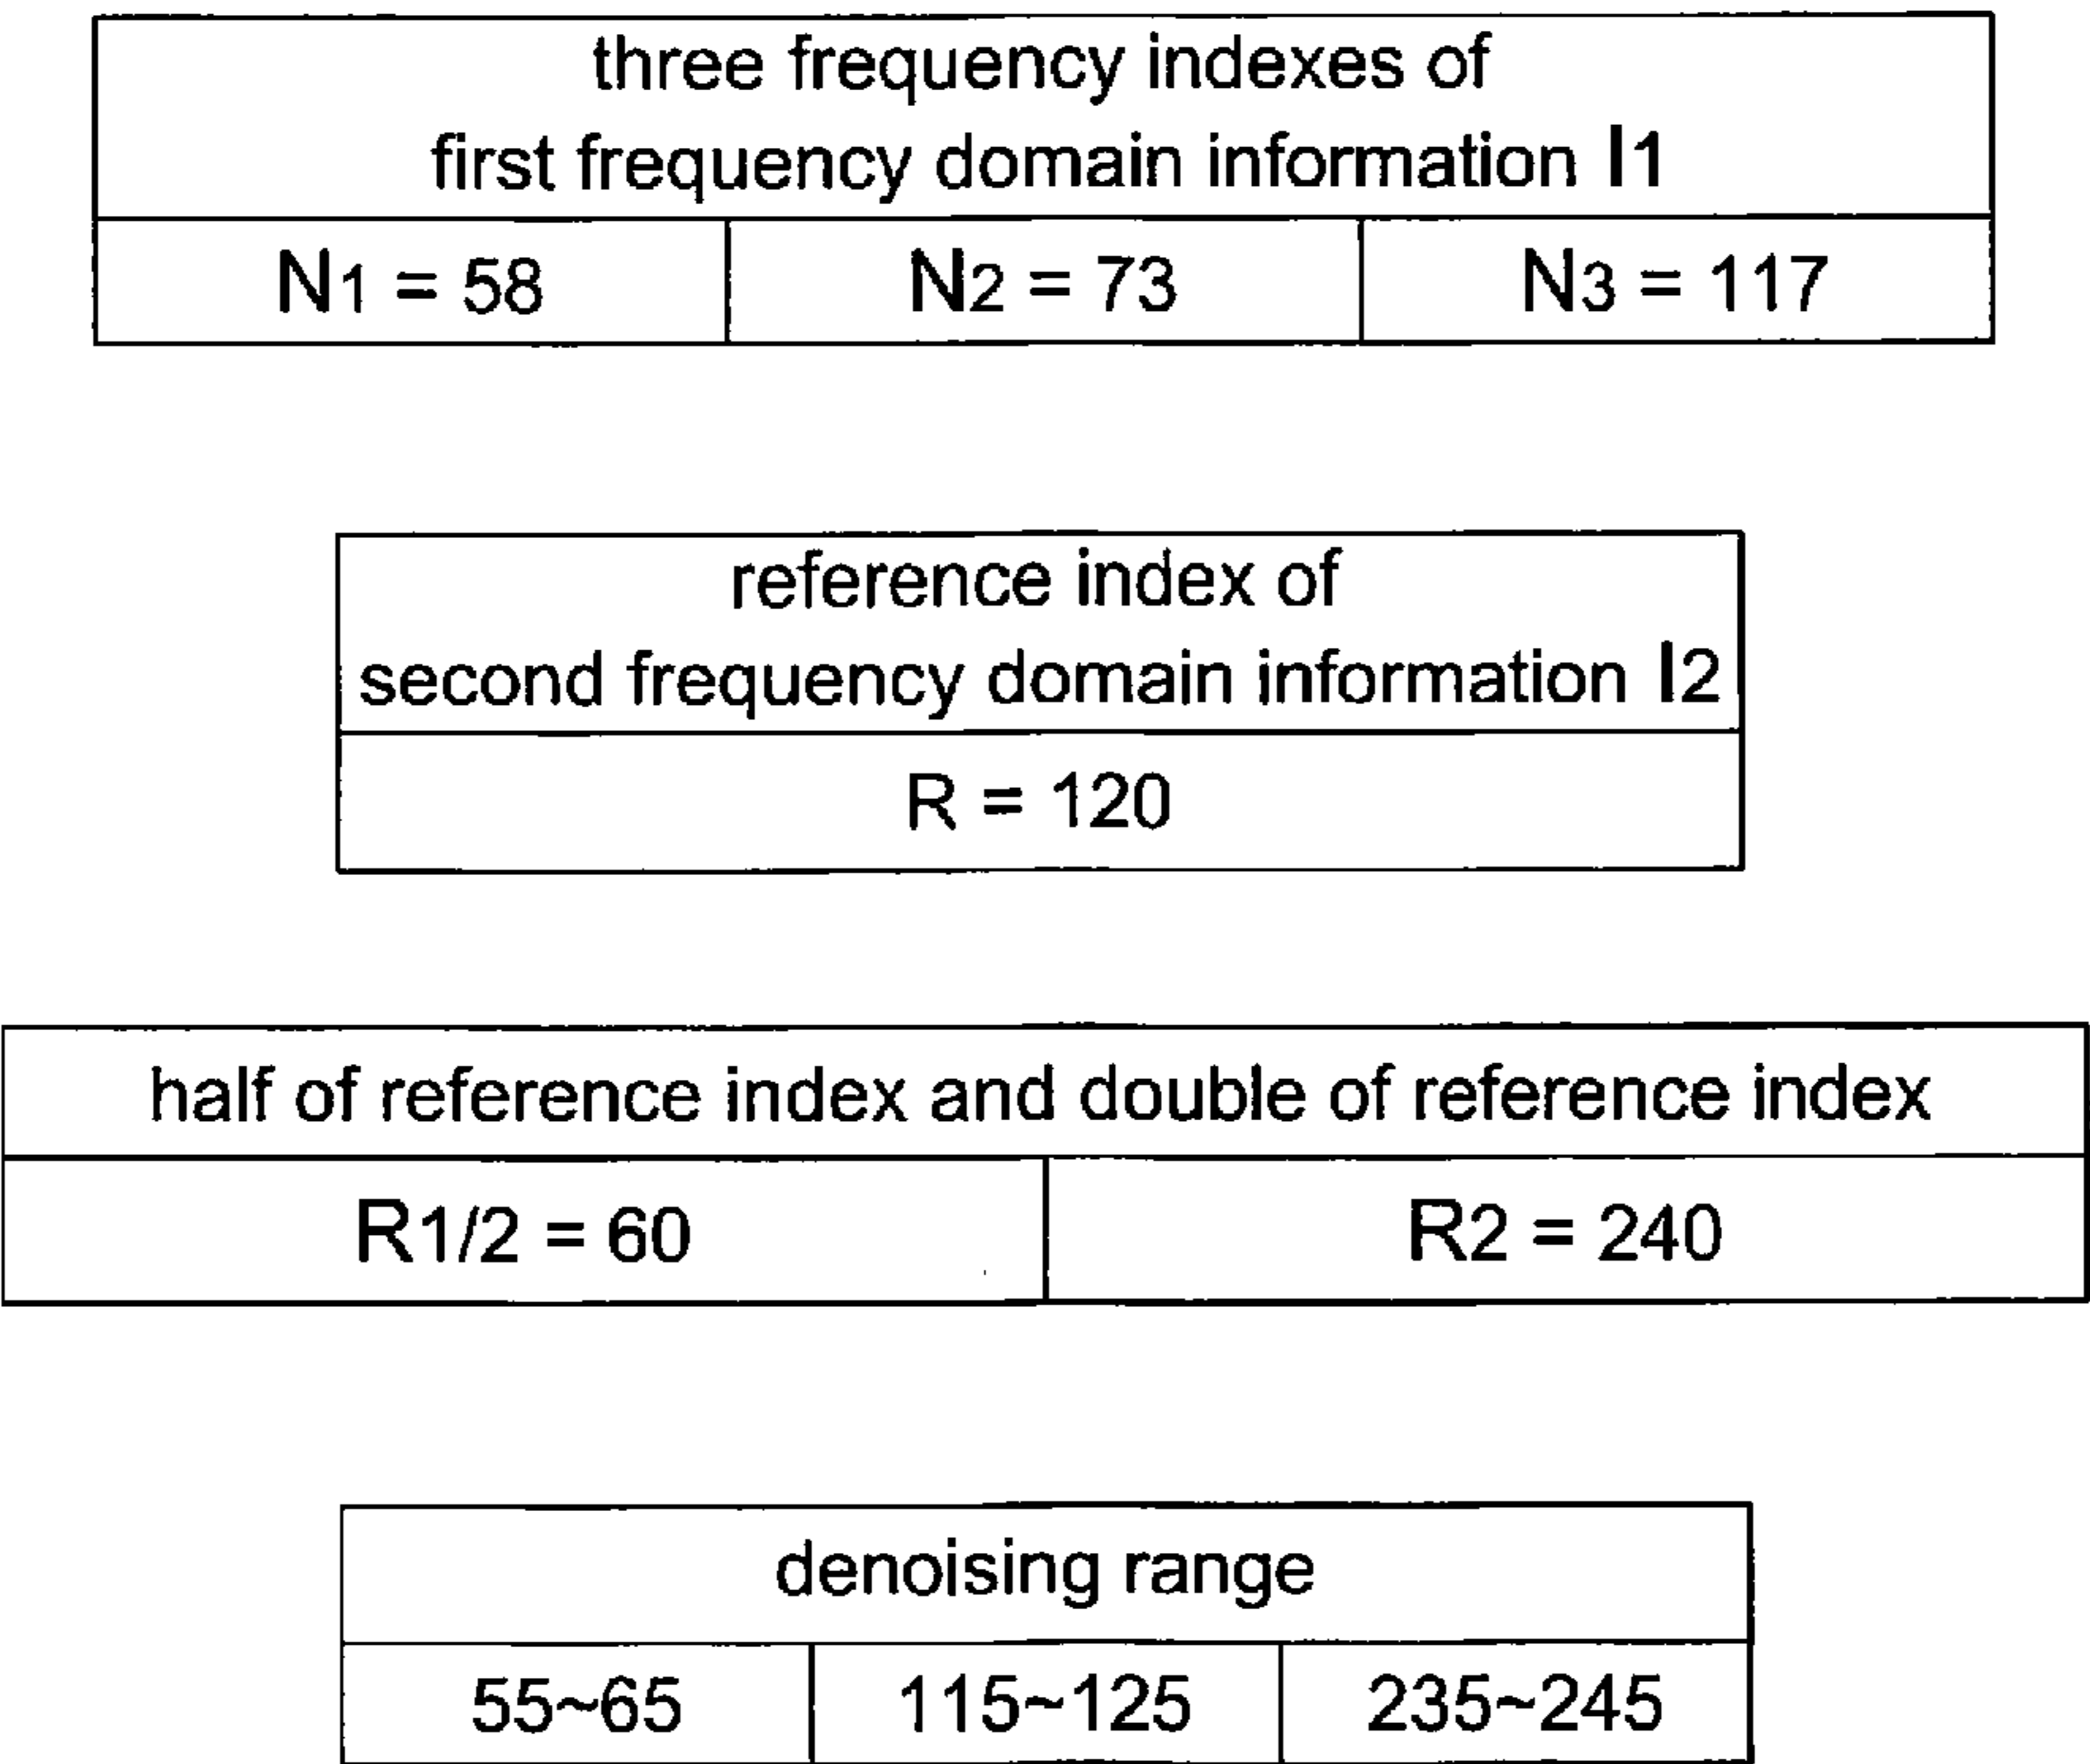 three frequency indexes of
first frequency domain information I1
N1 = 58 N2 = 73 N3 = 117
reference index of
second frequency domain information I2
R = 120
half of reference index and double of reference index
R1/2 = 60 R2 = 240
denoising range
55~65 115~125 235~245